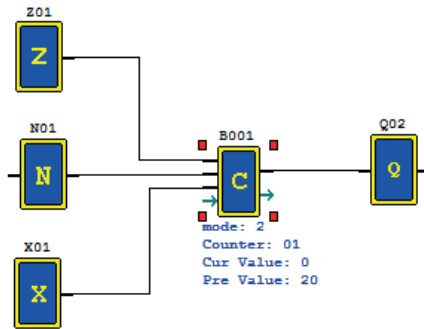 Z01
Z
N01
N
B001
C
Q02
Q
X01
X
mode: 2
Counter: 01
Cur Value: 0
Pre Value: 20